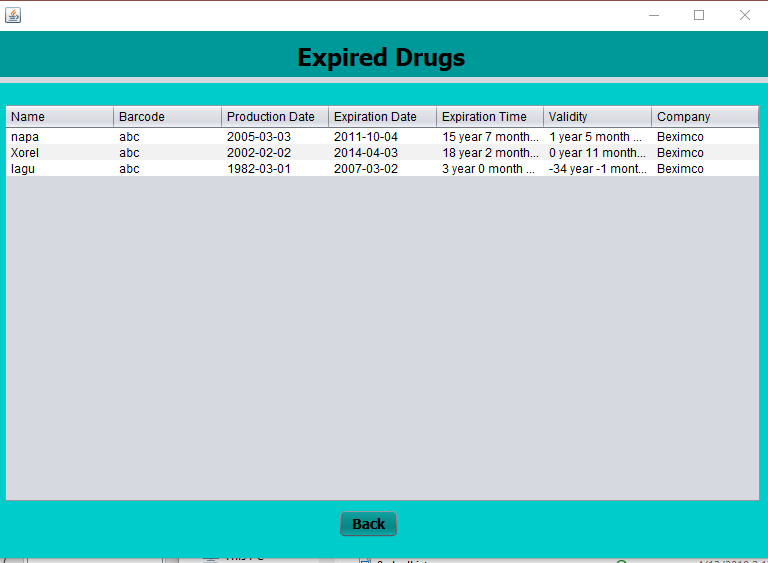 Expired Drugs
Name Barcode Production Date Expiration Date Expiration Time Validity Company
napa abc 2005-03-03 2011-10-04 15 year 7 month... 1 year 5 month ... Beximco
Xorel abc 2002-02-02 2014-04-03 18 year 2 month... 0 year 11 month... Beximco
lagu abc 1982-03-01 2007-03-02 3 year 0 month ... -34 year -1 mont... Beximco
Back